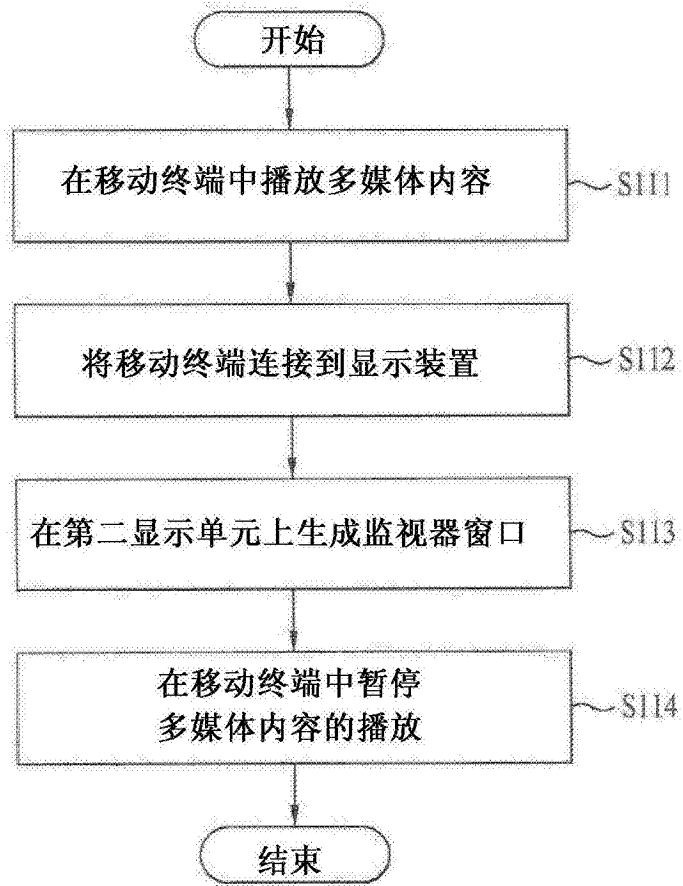 开始
在移动终端中播放多媒体内容
S111
将移动终端连接到显示装置
S112
在第二显示单元上生成监视器窗口
S113
在移动终端中暂停
多媒体内容的播放
S114
结束